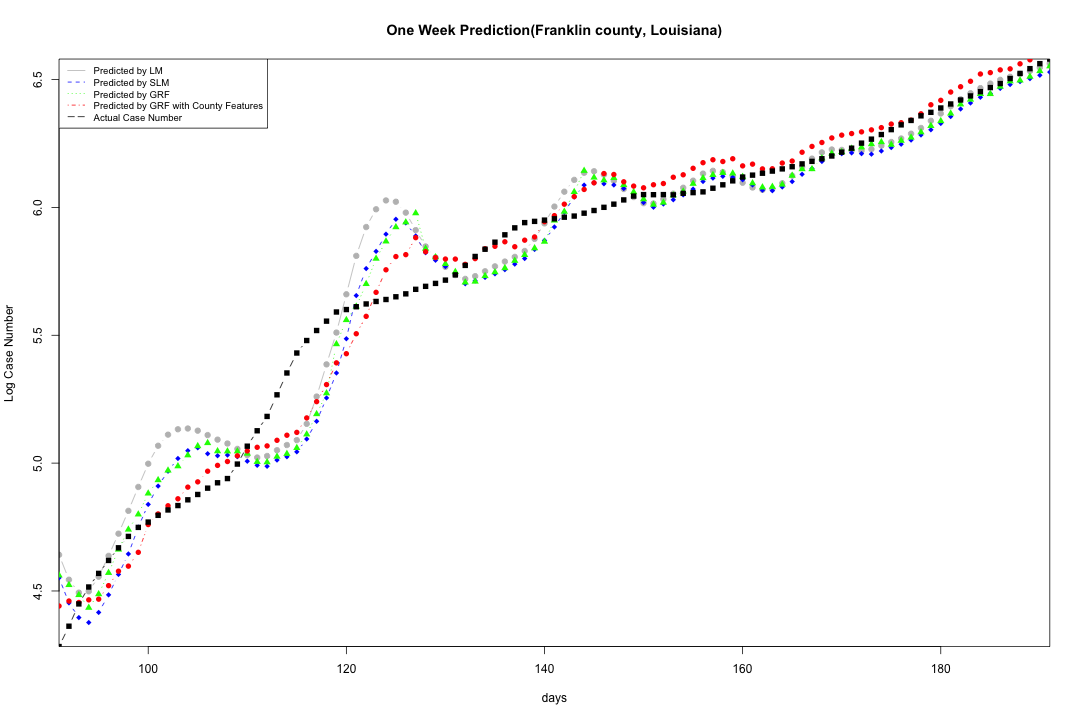 One Week Prediction(Franklin county, Louisiana)
Predicted by LM
Predicted by SLM
Predicted by GRF
Predicted by GRF with County Features
Actual Case Number
6.5
6.0
5.5
5.0
4.5
Log Case Number
100 120 140 160 180
days